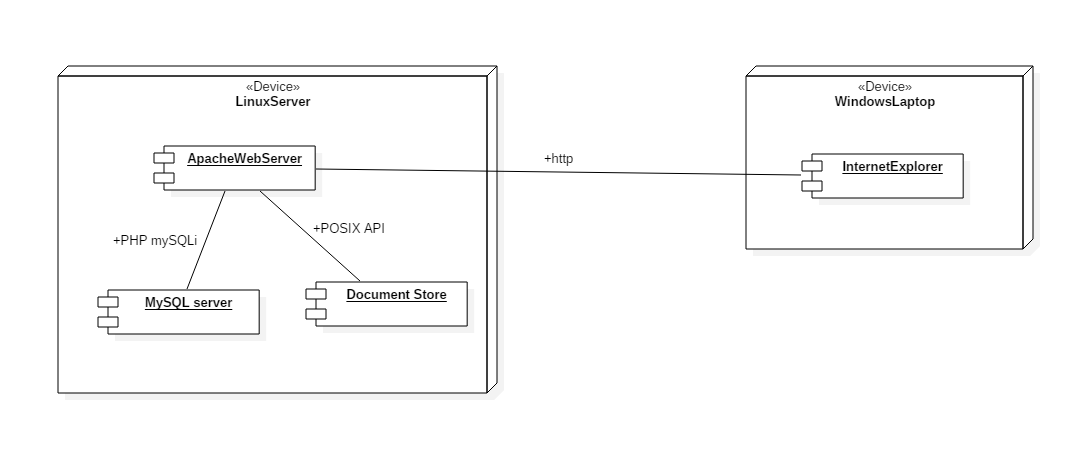 «Device»
LinuxServer
ApacheWebServer
+PHP mySQLi
+POSIX API
MySQL server
Document Store
+http
«Device»
WindowsLaptop
InternetExplorer